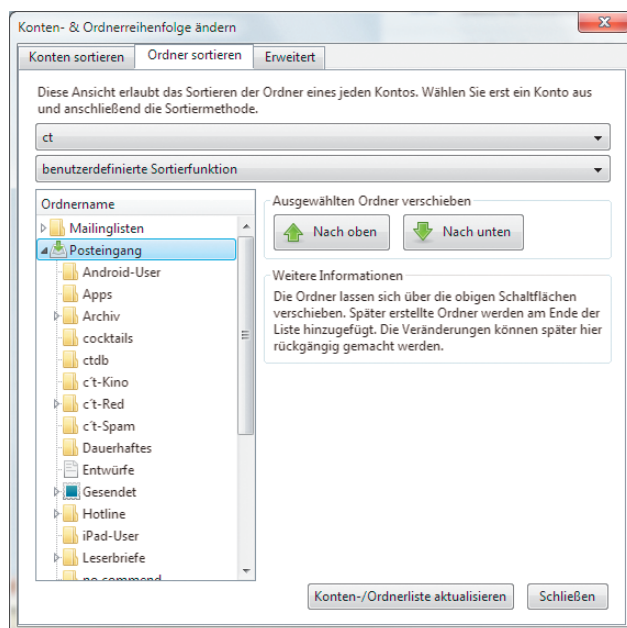 Konten- & Ordnerreihenfolge ändern
Konten sortieren
Ordner sortieren
Erweitert
Diese Ansicht erlaubt das Sortieren der Ordner eines jeden Kontos. Wählen Sie erst ein Konto aus
und anschließend die Sortiermethode.
ct
benutzerdefinierte Sortierfunktion
Ordnername
Mailinglisten
Posteingang
Android-User
Apps
Archiv
cocktails
ctdb
c´t-Kino
c´t-Red
c´t-Spam
Dauerhaftes
Entwürfe
Gesendet
Hotline
iPad-User
Leserbriefe
no commend
Ausgewählten Ordner verschieben
Nach oben
Nach unten
Weitere Informationen
Die Ordner lassen sich über die obigen Schaltflächen
verschieben. Später erstellte Ordner werden am Ende der
Liste hinzugefügt. Die Veränderungen können später hier
rückgängig gemacht werden.
Konten-/Ordnerliste aktualisieren
Schließen